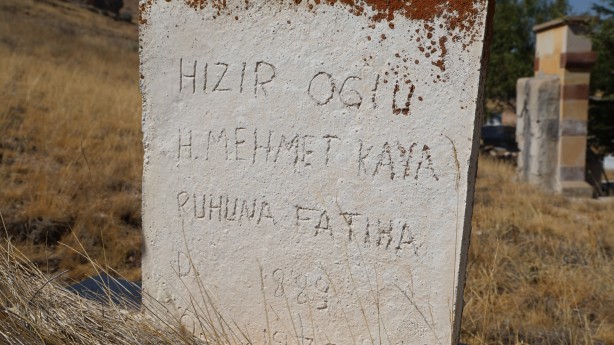 HIZIR OGLU
H. MEHMET KAYA
RUHUNA FATIHA
D. 1889